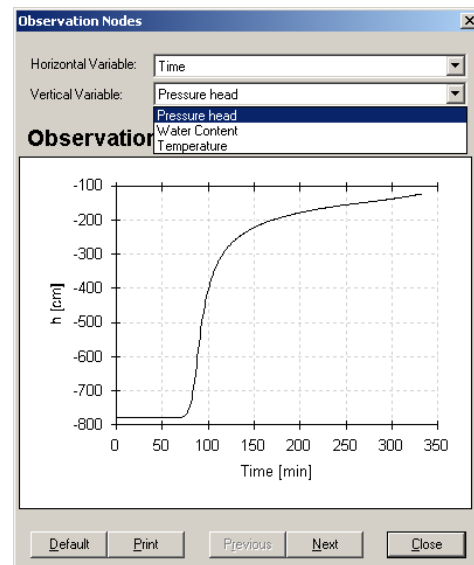 Observation Nodes
Horizontal Variable: Time
Vertical Variable: Pressure head
Pressure head
Water Content
Temperature
Observation
-100
-200
-300
-400
-500
-600
-700
-800
h [cm]
0 50 100 150 200 250 300 350
Time [min]
Default Print Previous Next Close